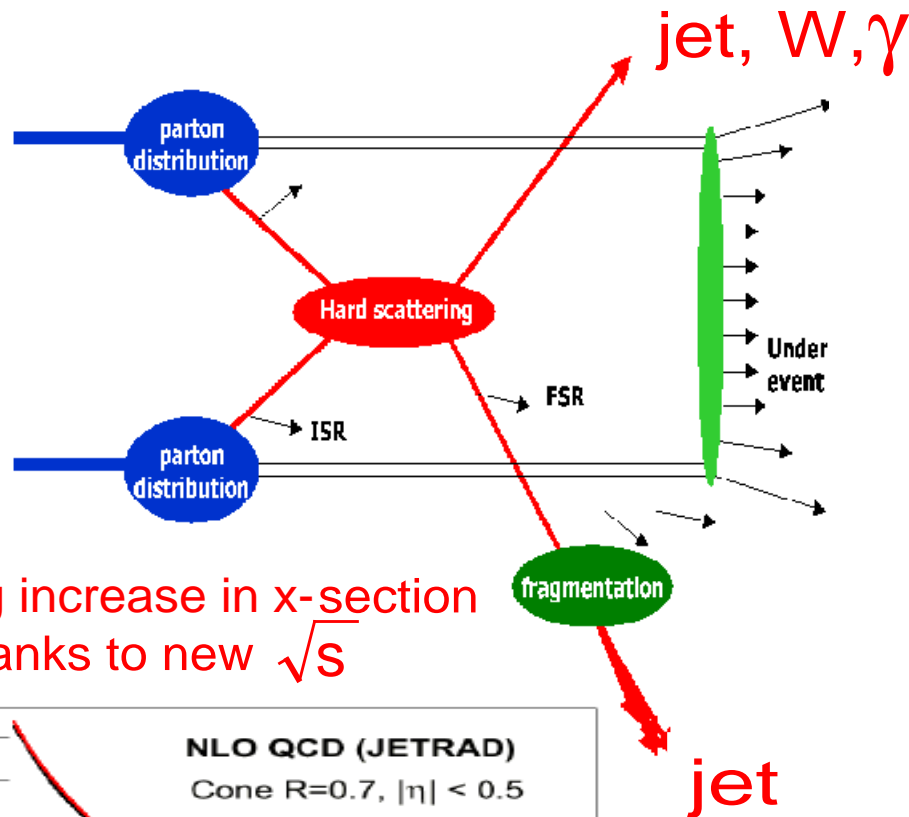 jet, W,γ
parton
distribution
Hard scattering
Under
event
FSR
ISR
parton
distribution
fragmentation
increase in x-section
to new √s
NLO QCD (JETRAD)
Cone R=0.7, |η| < 0.5
jet